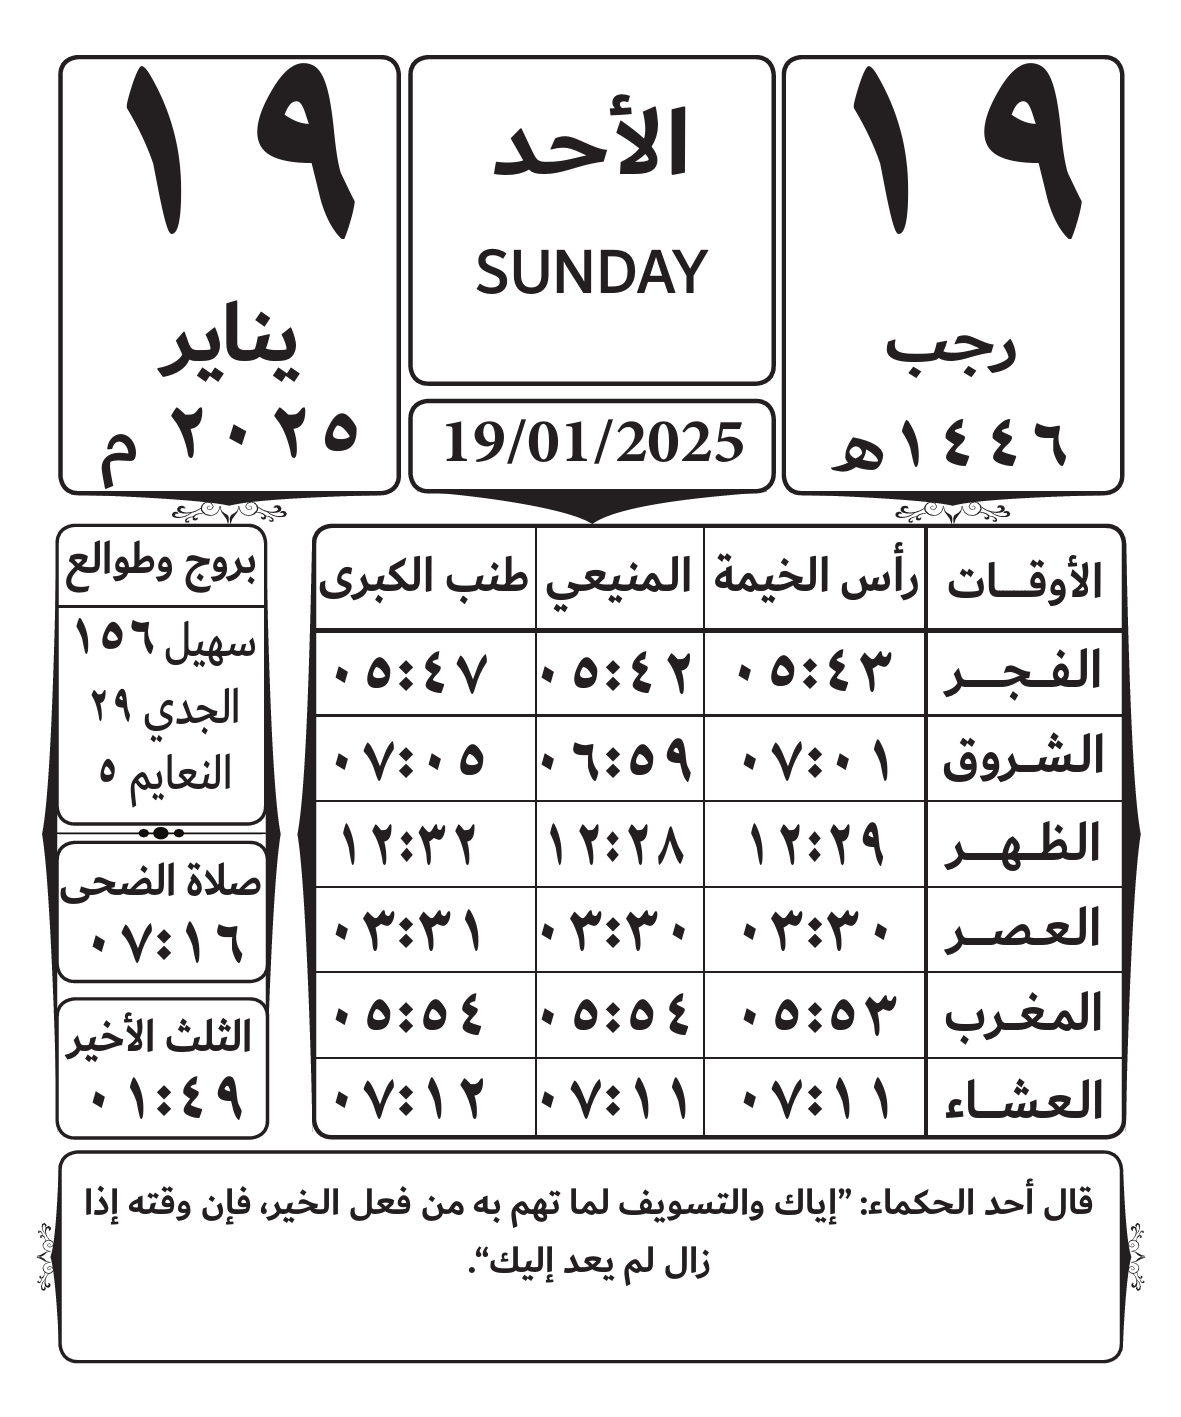 ١٩
رجب
١٤٤٦هـ
الأحد
SUNDAY
19/01/2025
١٩
يناير
٢٠٢٥ م
الأوقــات رأس الخيمة المنيعي طنب الكبرى
الفـجــر ٠٥:٤٣ ٠٥:٤٢ ٠٥:٤٧
الشـروق ٠٧:٠١ ٠٦:٥٩ ٠٧:٠٥
الظـهــر ١٢:٢٩ ١٢:٢٨ ١٢:٣٢
العـصــر ٠٣:٣٠ ٠٣:٣٠ ٠٣:٣١
المـغـرب ٠٥:٥٣ ٠٥:٥٤ ٠٥:٥٤
العـشــاء ٠٧:١١ ٠٧:١١ ٠٧:١٢
بروج وطوالع
سهيل ١٥٦
الجدي ٢٩
النعايم ٥
صلاة الضحى
٠٧:١٦
الثلث الأخير
٠١:٤٩
قال أحد الحكماء: ”إياك والتسويف لما تهم به من فعل الخير، فإن وقته إذا
زال لم يعد إليك“.